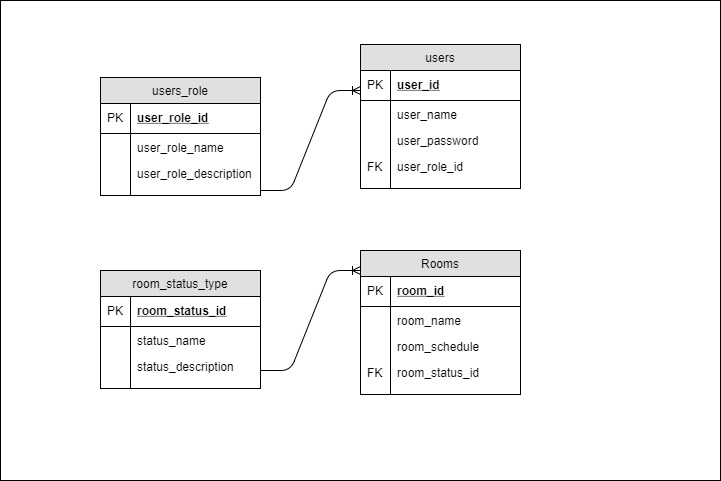 users_role
PK user_role_id
user_role_name
user_role_description
users
PK user_id
user_name
user_password
FK user_role_id
room_status_type
PK room_status_id
status_name
status_description
Rooms
PK room_id
room_name
room_schedule
FK room_status_id